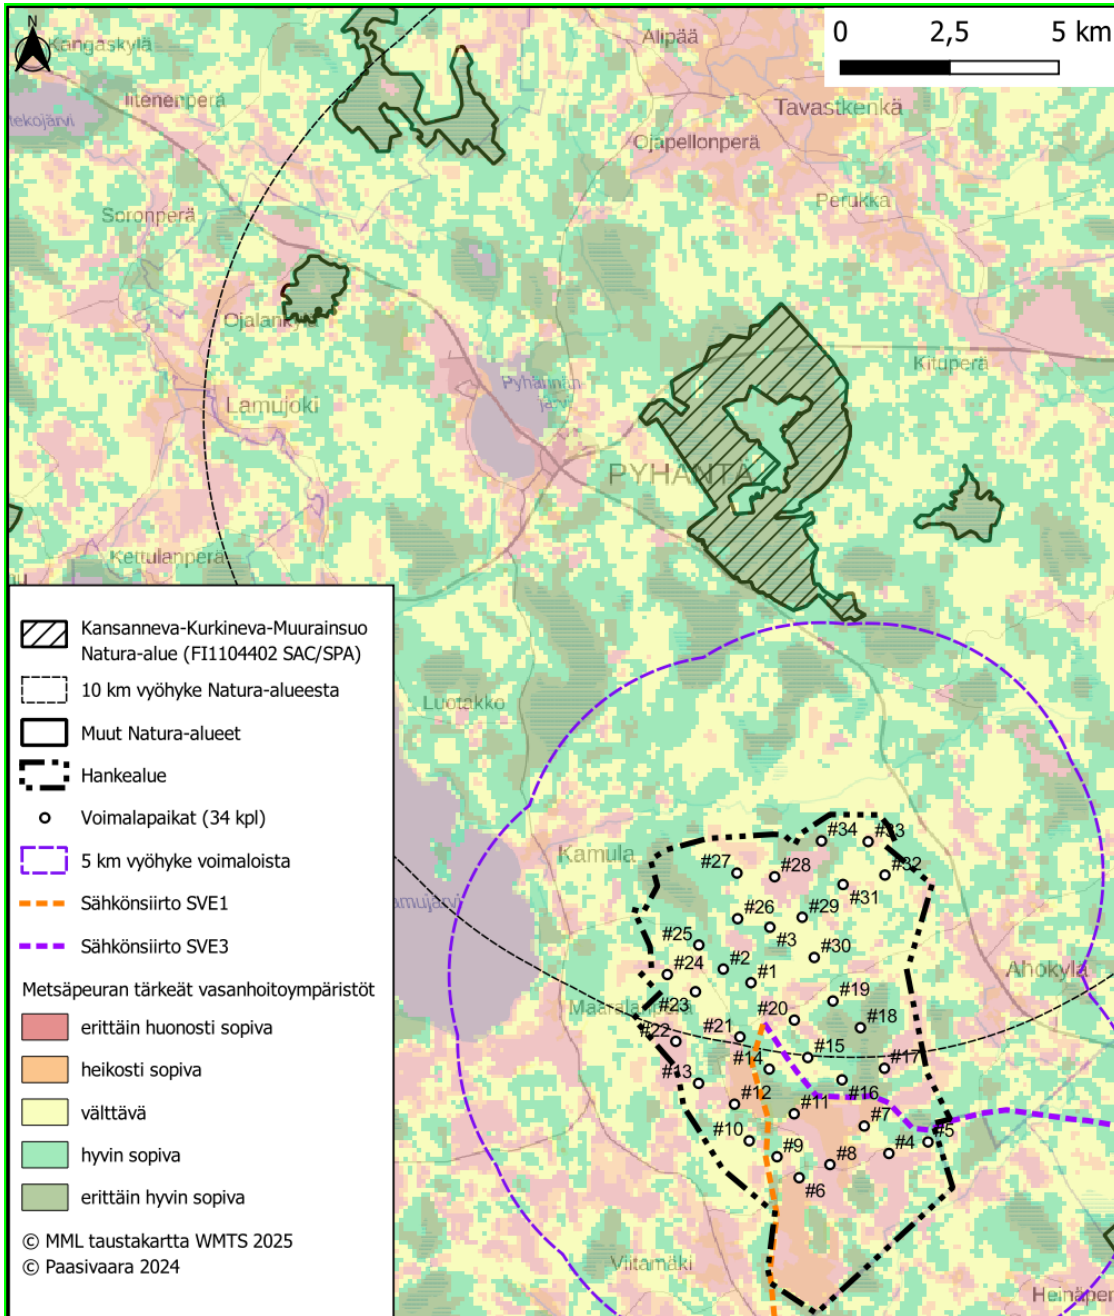 N
0 2,5 5 km
Kangaskylä
Alipää
Iitenenperä
Tavastkenkä
Ojapellonperä
Perukka
Soronperä
Ojalankylä
Kituperä
Pyhännän
järvi
Lamujoki
PYHÄNTÄ
Kettulanperä
Luotakko
Kamula
Ahokylä
Viitamäki
#34
#33
#32
#27
#28
#31
#26
#29
#3
#25
#30
#2
#24
#1
#23
#19
#20
#18
#21
#22
#15
#14
#17
#13
#16
#12
#11
#7
#10
#5
#4
#9
#8
#6
Kansanneva-Kurkineva-Muurainsuo
Natura-alue (FI1104402 SAC/SPA)
10 km vyöhyke Natura-alueesta
Muut Natura-alueet
Hankealue
Voimalapaikat (34 kpl)
5 km vyöhyke voimaloista
Sähkönsiirto SVE1
Sähkönsiirto SVE3
Metsäpeuran tärkeät vasanhoitoympäristöt
erittäin huonosti sopiva
heikosti sopiva
välttävä
hyvin sopiva
erittäin hyvin sopiva
© MML taustakartta WMTS 2025
© Paasivaara 2024